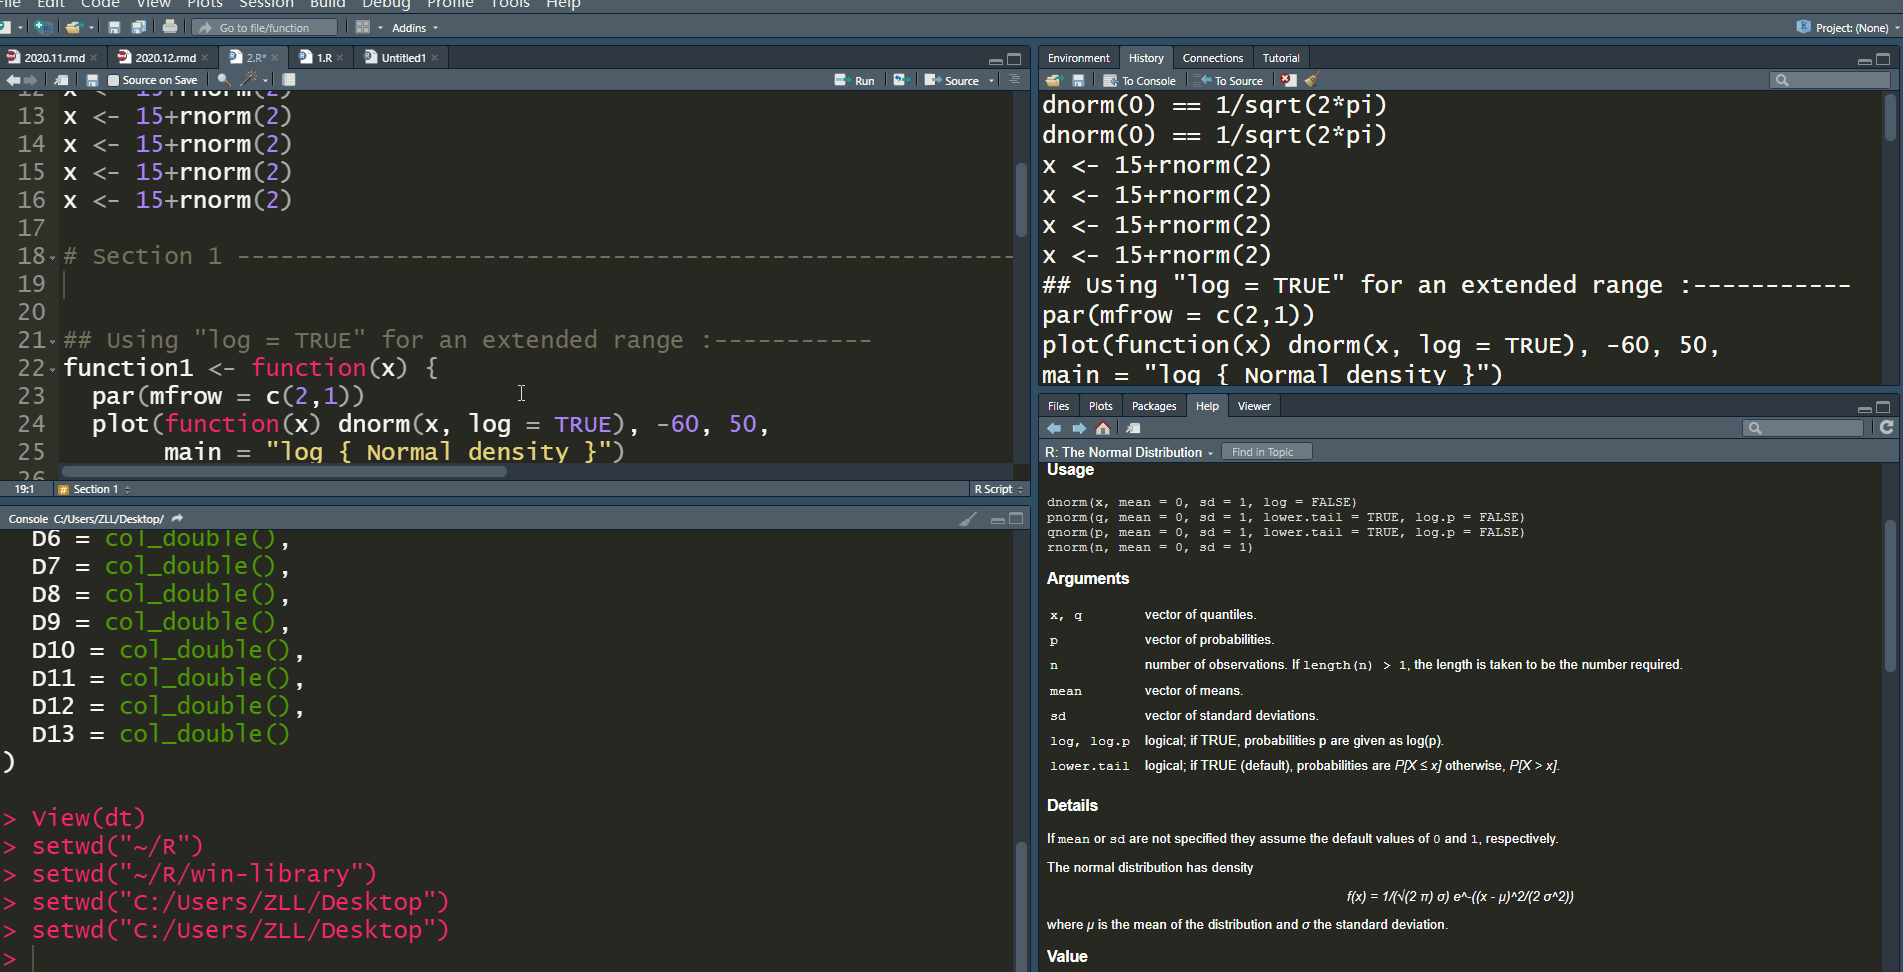 File Edit Code View Plots Session Build Debug Profile Tools Help
Go to file/function Addins Project: (None)
2020.11.rmd 2020.12.rmd 2.R* 1.R Untitled1
Source on Save Run Source
12 x <- 15+rnorm(2)
13 x <- 15+rnorm(2)
14 x <- 15+rnorm(2)
15 x <- 15+rnorm(2)
16 x <- 15+rnorm(2)
17
18 # Section 1 ------------------------------------------------------
19
20
21 ## Using "log = TRUE" for an extended range :-----------
22 function1 <- function(x) {
23 par(mfrow = c(2,1))
24 plot(function(x) dnorm(x, log = TRUE), -60, 50,
25 main = "log { Normal density }")
26
19:1 # Section 1 R Script
Console C:/Users/ZLL/Desktop/
D6 = col_double(),
D7 = col_double(),
D8 = col_double(),
D9 = col_double(),
D10 = col_double(),
D11 = col_double(),
D12 = col_double(),
D13 = col_double()
)
> View(dt)
> setwd("~/R")
> setwd("~/R/win-library")
> setwd("C:/Users/ZLL/Desktop")
> setwd("C:/Users/ZLL/Desktop")
>
Environment History Connections Tutorial
To Console To Source
dnorm(0) == 1/sqrt(2*pi)
dnorm(0) == 1/sqrt(2*pi)
x <- 15+rnorm(2)
x <- 15+rnorm(2)
x <- 15+rnorm(2)
x <- 15+rnorm(2)
## Using "log = TRUE" for an extended range :-----------
par(mfrow = c(2,1))
plot(function(x) dnorm(x, log = TRUE), -60, 50,
main = "log { Normal density }")
Files Plots Packages Help Viewer
R: The Normal Distribution Find in Topic
Usage
dnorm(x, mean = 0, sd = 1, log = FALSE)
pnorm(q, mean = 0, sd = 1, lower.tail = TRUE, log.p = FALSE)
qnorm(p, mean = 0, sd = 1, lower.tail = TRUE, log.p = FALSE)
rnorm(n, mean = 0, sd = 1)
Arguments
x, q vector of quantiles.
p vector of probabilities.
n number of observations. If length(n) > 1, the length is taken to be the number required.
mean vector of means.
sd vector of standard deviations.
log, log.p logical; if TRUE, probabilities p are given as log(p).
lower.tail logical; if TRUE (default), probabilities are P[X ≤ x] otherwise, P[X > x].
Details
If mean or sd are not specified they assume the default values of 0 and 1, respectively.
The normal distribution has density
f(x) = 1/(√(2 π) σ) e^-((x - μ)^2/(2 σ^2))
where μ is the mean of the distribution and σ the standard deviation.
Value